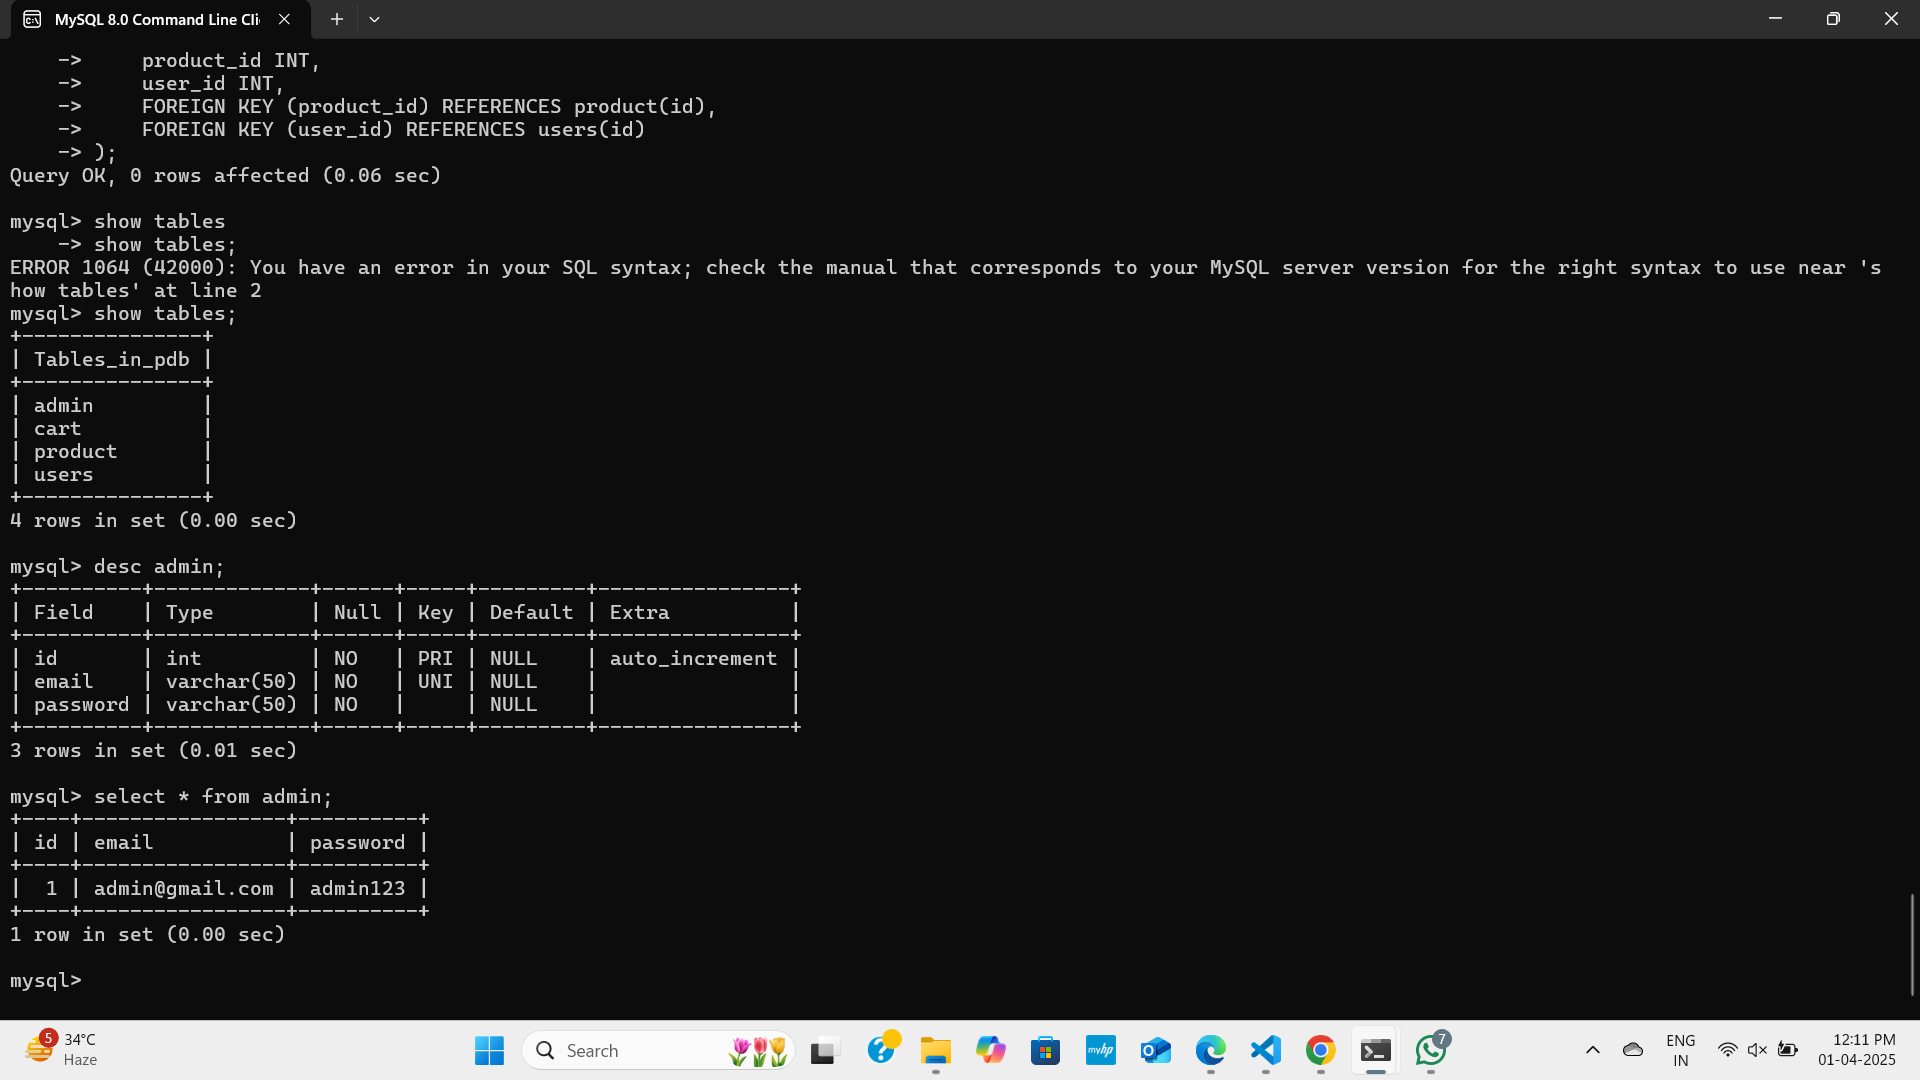 MySQL 8.0 Command Line Cli
->     product_id INT,
->     user_id INT,
->     FOREIGN KEY (product_id) REFERENCES product(id),
->     FOREIGN KEY (user_id) REFERENCES users(id)
-> );
Query OK, 0 rows affected (0.06 sec)
mysql> show tables
-> show tables;
ERROR 1064 (42000): You have an error in your SQL syntax; check the manual that corresponds to your MySQL server version for the right syntax to use near 's
how tables' at line 2
mysql> show tables;
+---------------+
| Tables_in_pdb |
+---------------+
| admin         |
| cart          |
| product       |
| users         |
+---------------+
4 rows in set (0.00 sec)
mysql> desc admin;
+----------+-------------+------+-----+---------+----------------+
| Field    | Type        | Null | Key | Default | Extra          |
+----------+-------------+------+-----+---------+----------------+
| id       | int         | NO   | PRI | NULL    | auto_increment |
| email    | varchar(50) | NO   | UNI | NULL    |                |
| password | varchar(50) | NO   |     | NULL    |                |
+----------+-------------+------+-----+---------+----------------+
3 rows in set (0.01 sec)
mysql> select * from admin;
+----+-----------------+----------+
| id | email           | password |
+----+-----------------+----------+
|  1 | admin@gmail.com | admin123 |
+----+-----------------+----------+
1 row in set (0.00 sec)
mysql>
5
34°C
Haze
Search
myhp
7
ENG
IN
12:11 PM
01-04-2025